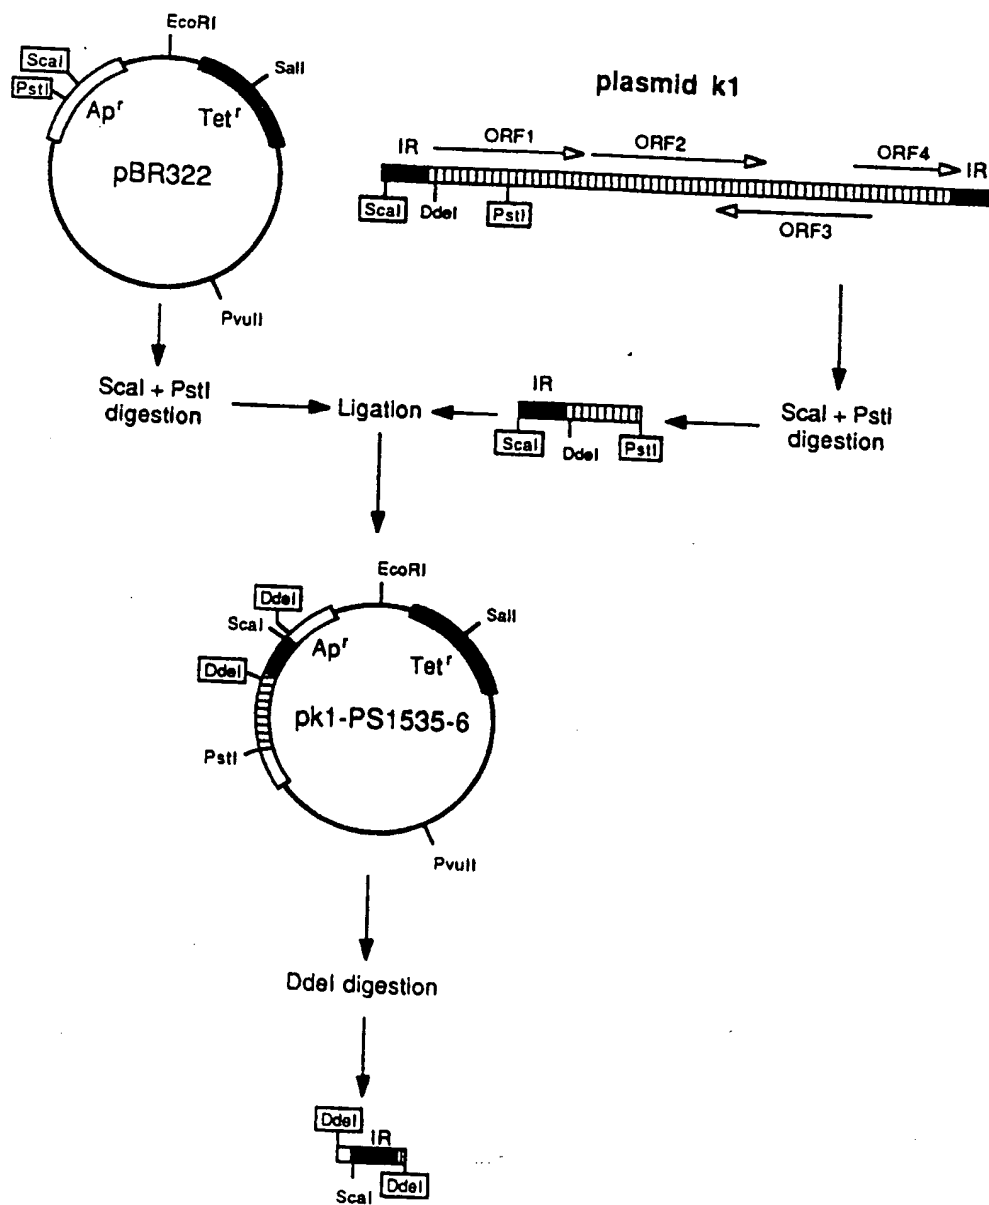 EcoRI
ScaI
PstI
SalI
Apʳ
Tetʳ
pBR322
PvuII
plasmid k1
IR
ORF1
ORF2
ORF4
IR
ScaI
DdeI
PstI
ORF3
ScaI + PstI
digestion
Ligation
IR
ScaI
DdeI
PstI
ScaI + PstI
digestion
EcoRI
DdeI
ScaI
SalI
Apʳ
Tetʳ
DdeI
pk1-PS1535-6
PstI
PvuII
DdeI digestion
DdeI
IR
ScaI
DdeI